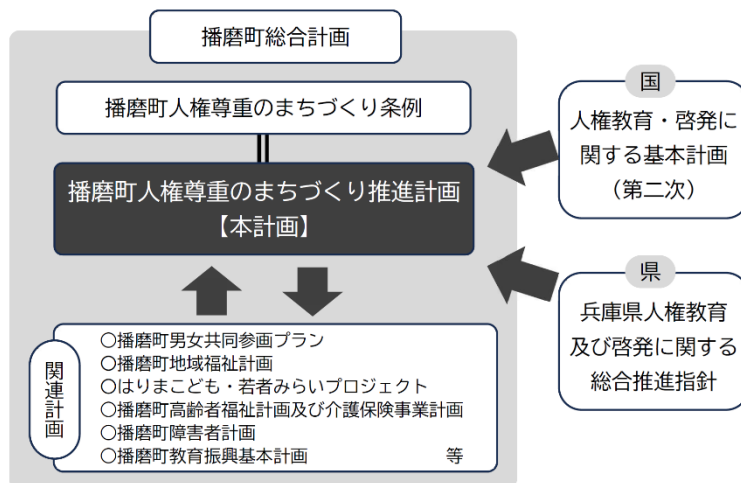 播磨町総合計画
播磨町人権尊重のまちづくり条例
播磨町人権尊重のまちづくり推進計画
【本計画】
関連計画
○播磨町男女共同参画プラン
○播磨町地域福祉計画
○はりまこども・若者みらいプロジェクト
○播磨町高齢者福祉計画及び介護保険事業計画
○播磨町障害者計画
○播磨町教育振興基本計画 等
国
人権教育・啓発に
関する基本計画
（第二次）
県
兵庫県人権教育
及び啓発に関する
総合推進指針